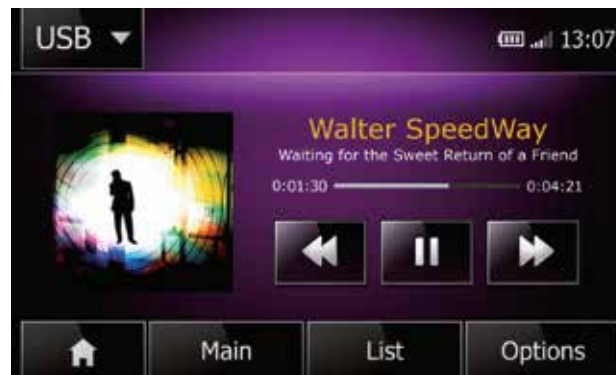 USB
13:07
Walter SpeedWay
Waiting for the Sweet Return of a Friend
0:01:30 0:04:21
Main List Options